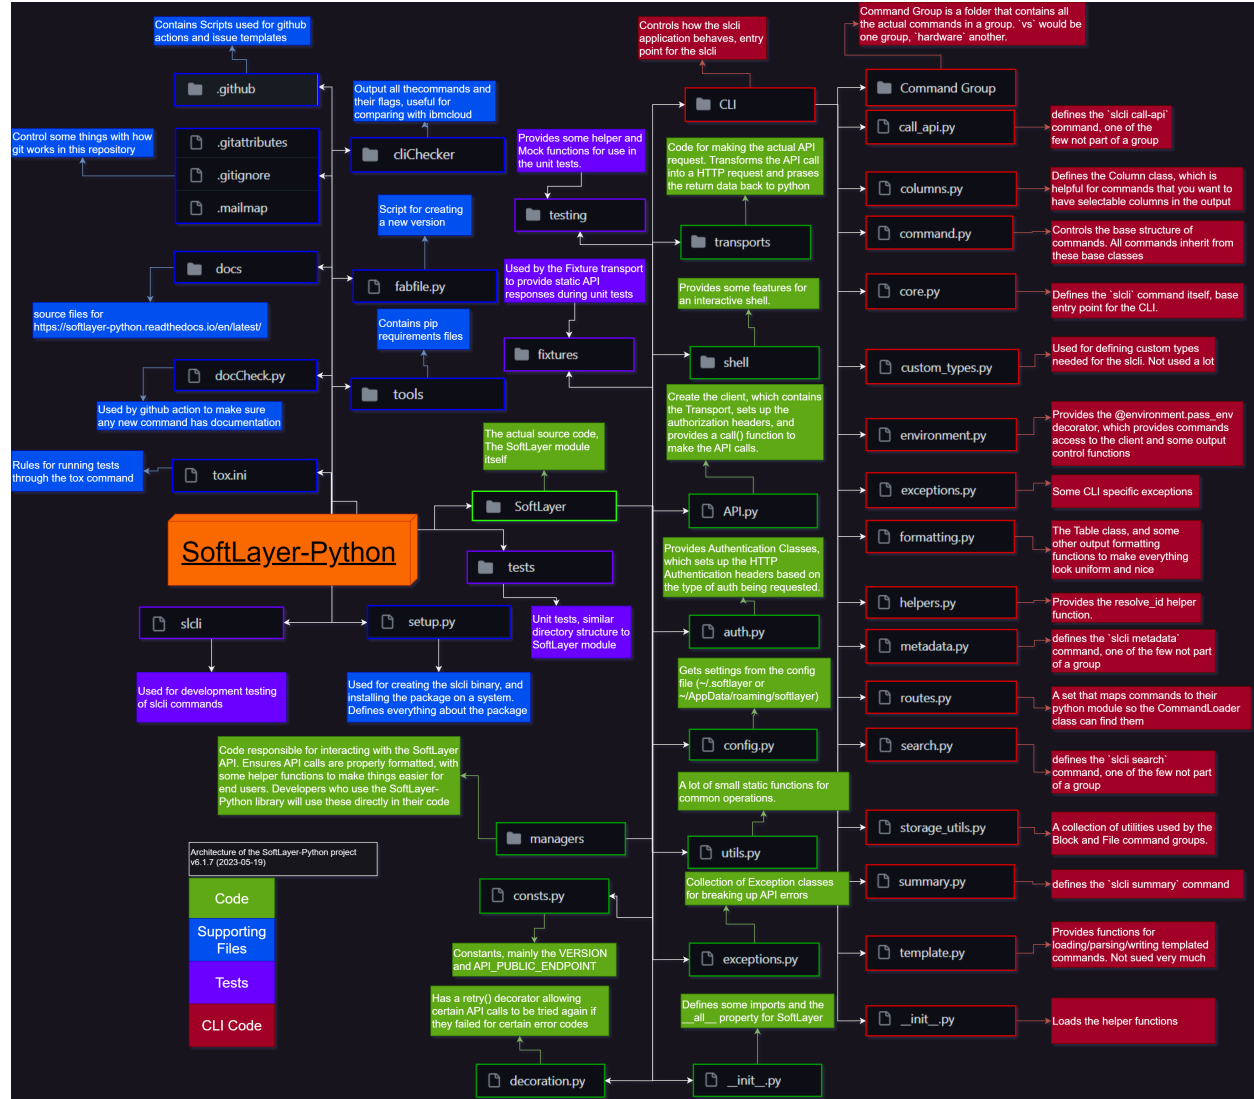 Contains Scripts used for github
actions and issue templates
.github
Control some things with how
git works in this repository
.gitattributes
.gitignore
.mailmap
docs
source files for
https://softlayer-python.readthedocs.io/en/latest/
docCheck.py
Used by github action to make sure
any new command has documentation
Rules for running tests
through the tox command
tox.ini
Output all thecommands and
their flags, useful for
comparing with ibmcloud
cliChecker
Script for creating
a new version
fabfile.py
Contains pip
requirements files
tools
SoftLayer-Python
slcli
Used for development testing
of slcli commands
setup.py
Used for creating the slcli binary, and
installing the package on a system.
Defines everything about the package
The actual source code,
The SoftLayer module
itself
SoftLayer
tests
Unit tests, similar
directory structure to
SoftLayer module
Provides some helper and
Mock functions for use in
the unit tests.
testing
Used by the Fixture transport
to provide static API
responses during unit tests
fixtures
Code responsible for interacting with the SoftLayer
API. Ensures API calls are properly formatted, with
some helper functions to make things easier for
end users. Developers who use the SoftLayer-
Python library will use these directly in their code
managers
consts.py
Constants, mainly the VERSION
and API_PUBLIC_ENDPOINT
Has a retry() decorator allowing
certain API calls to be tried again if
they failed for certain error codes
decoration.py
Controls how the slcli
application behaves, entry
point for the slcli
CLI
Code for making the actual API
request. Transforms the API call
into a HTTP request and prases
the return data back to python
transports
Provides some features for
an interactive shell.
shell
Create the client, which contains
the Transport, sets up the
authorization headers, and
provides a call() function to
make the API calls.
API.py
Provides Authentication Classes,
which sets up the HTTP
Authentication headers based on
the type of auth being requested.
auth.py
Gets settings from the config
file (~/.softlayer or
~/AppData/roaming/softlayer)
config.py
A lot of small static functions for
common operations.
utils.py
Collection of Exception classes
for breaking up API errors
exceptions.py
Defines some imports and the
__all__ property for SoftLayer
__init__.py
Command Group is a folder that contains all
the actual commands in a group. `vs` would be
one group, `hardware` another.
Command Group
call_api.py
defines the `slcli call-api`
command, one of the
few not part of a group
columns.py
Defines the Column class, which is
helpful for commands that you want to
have selectable columns in the output
command.py
Controls the base structure of
commands. All commands inherit from
these base classes
core.py
Defines the `slcli` command itself, base
entry point for the CLI.
custom_types.py
Used for defining custom types
needed for the slcli. Not used a lot
environment.py
Provides the @environment.pass_env
decorator, which provides commands
access to the client and some output
control functions
exceptions.py
Some CLI specific exceptions
formatting.py
The Table class, and some
other output formatting
functions to make everything
look uniform and nice
helpers.py
Provides the resolve_id helper
function.
metadata.py
defines the `slcli metadata`
command, one of the few not part
of a group
routes.py
A set that maps commands to their
python module so the CommandLoader
class can find them
search.py
defines the `slcli search`
command, one of the few not part
of a group
storage_utils.py
A collection of utilities used by the
Block and File command groups.
summary.py
defines the `slcli summary` command
template.py
Provides functions for
loading/parsing/writing templated
commands. Not sued very much
__init__.py
Loads the helper functions
Architecture of the SoftLayer-Python project
v6.1.7 (2023-05-19)
Code
Supporting
Files
Tests
CLI Code